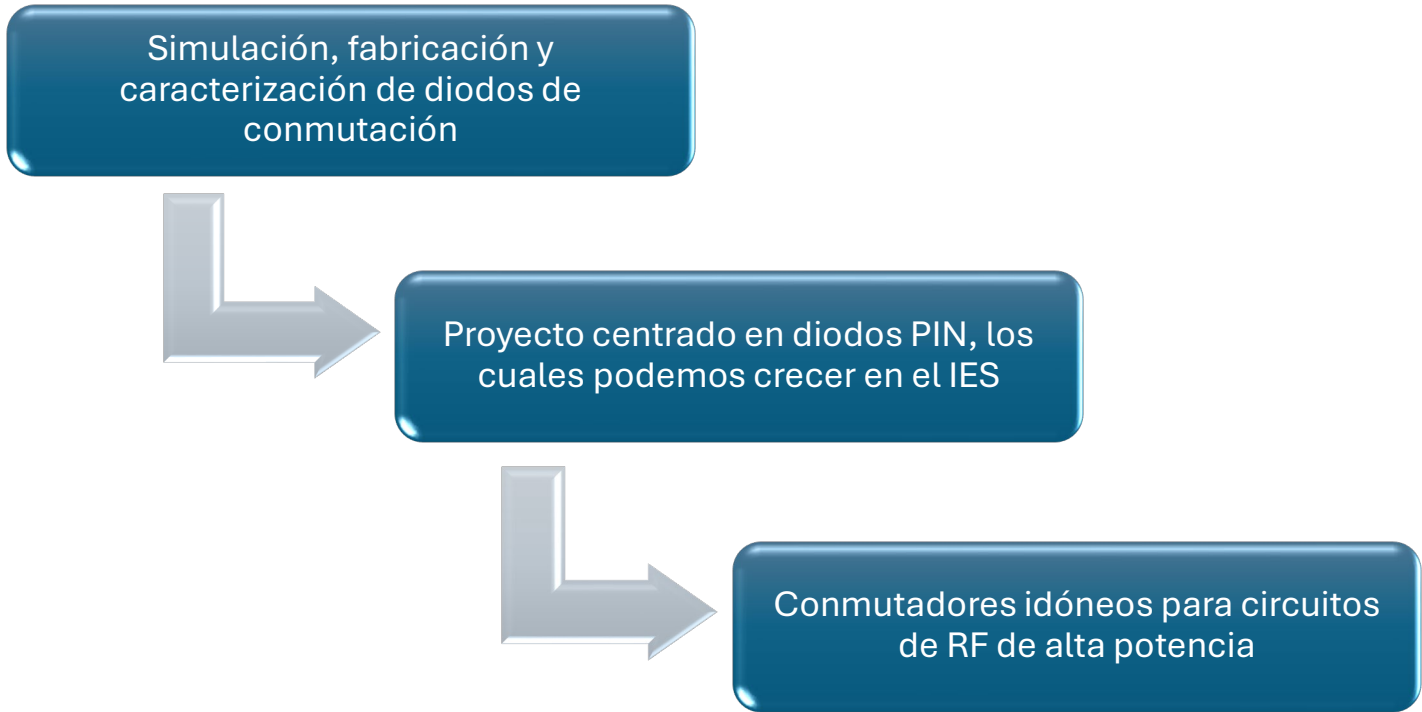 Simulación, fabricación y
caracterización de diodos de
conmutación
Proyecto centrado en diodos PIN, los
cuales podemos crecer en el IES
Conmutadores idóneos para circuitos
de RF de alta potencia